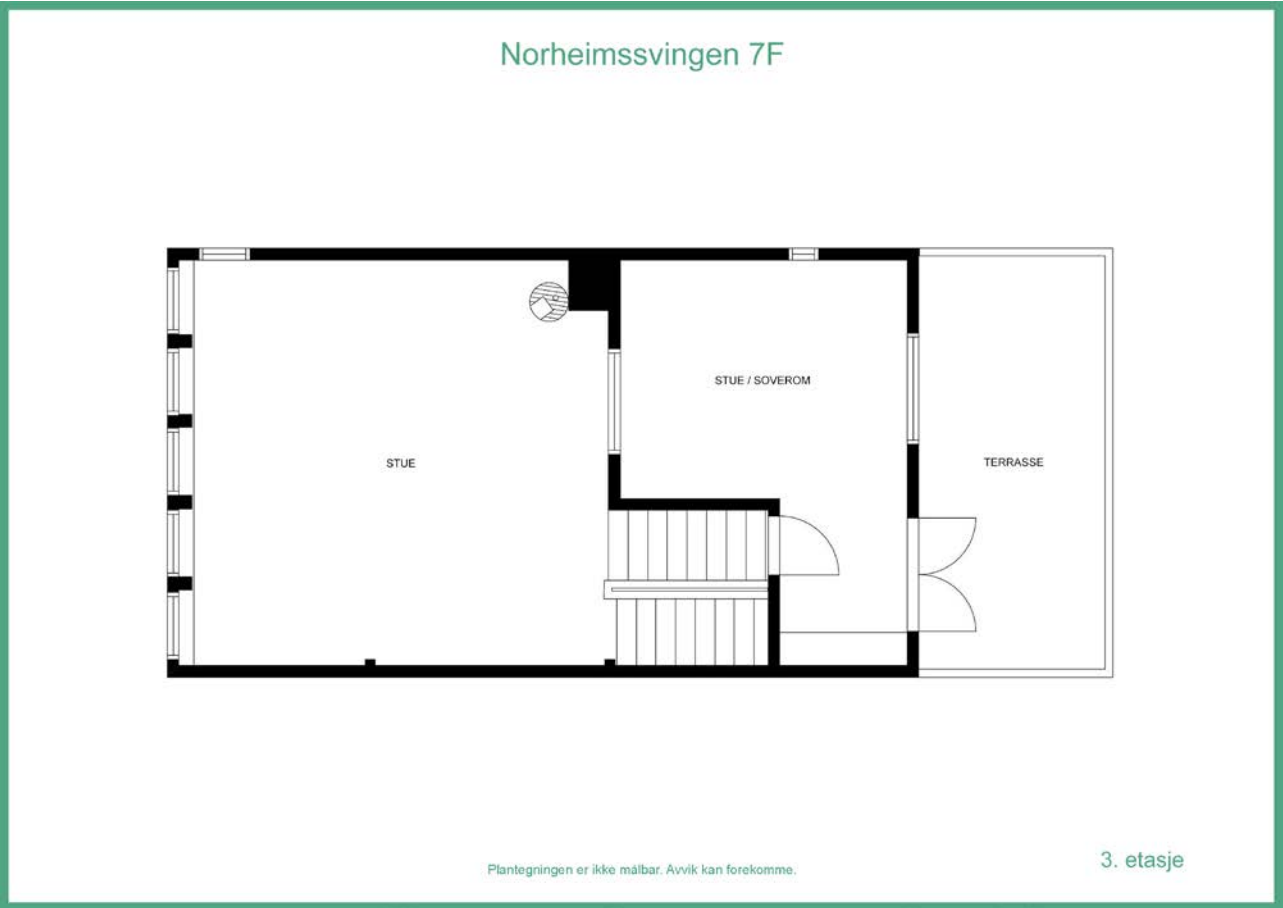 Norheimssvingen 7F
STUE / SOVEROM
STUE
TERRASSE
3. etasje
Plantegningen er ikke målbar. Avvik kan forekomme.